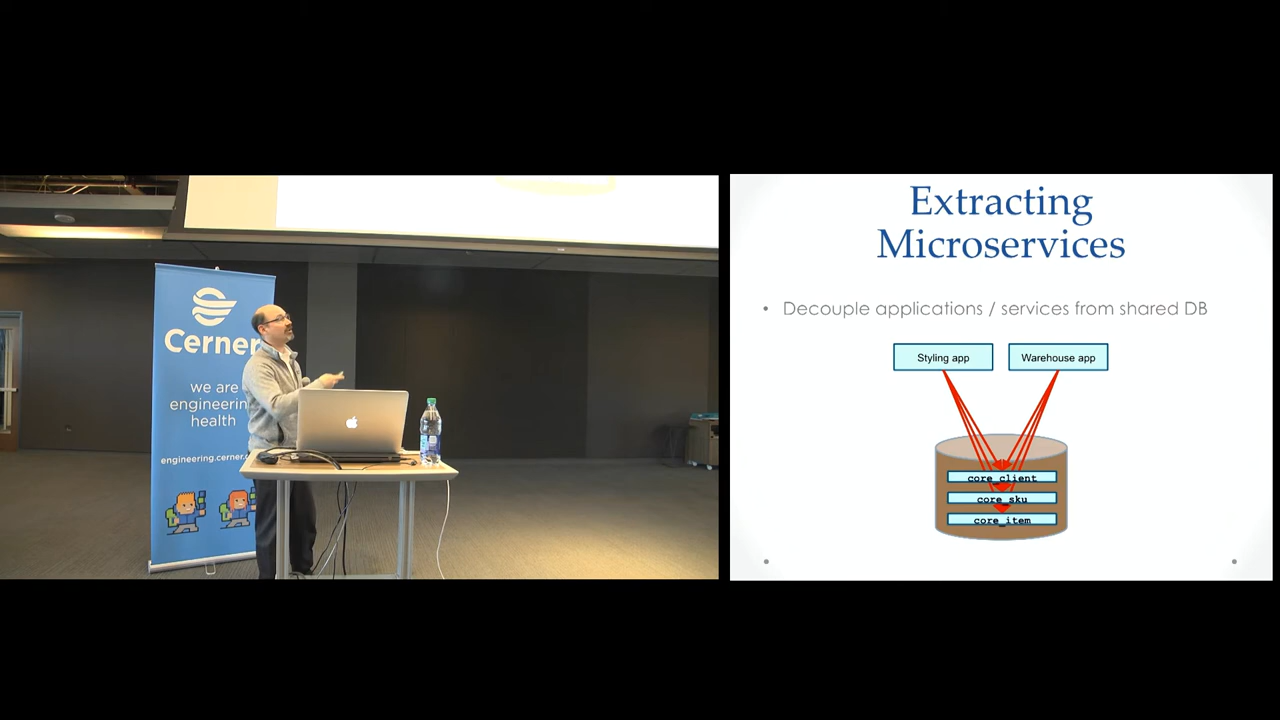 Cerner
we are
engineering
health
engineering.cerner.c
Extracting
Microservices
• Decouple applications / services from shared DB
Styling app
Warehouse app
core_client
core_sku
core_item